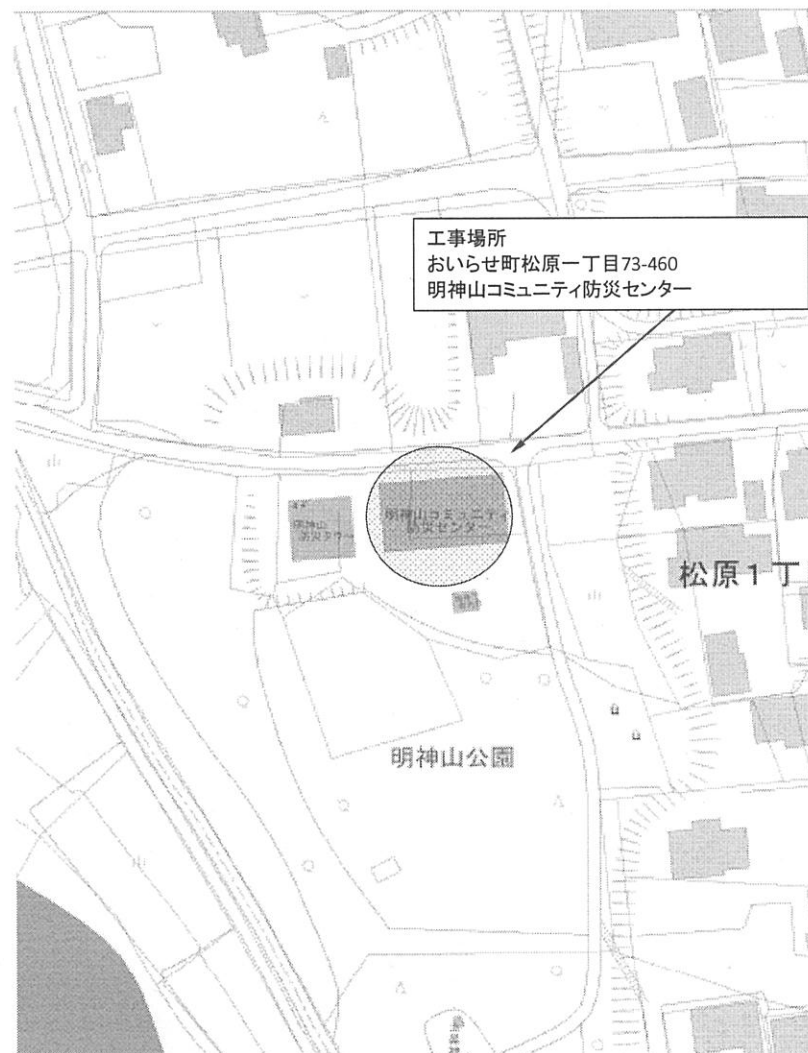 工事場所
おいらせ町松原一丁目73-460
明神山コミュニティ防災センター
明神山コミュニティ
防災センター
明神山
防災タワー
松原1丁
明神山公園